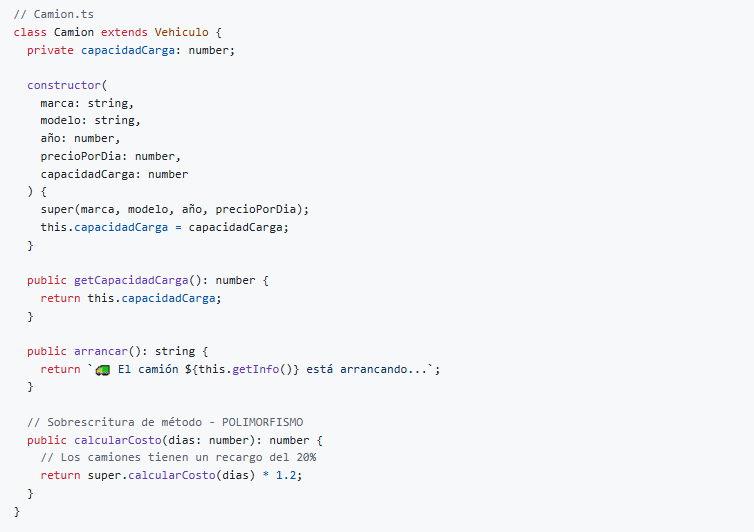 // Camion.ts
class Camion extends Vehiculo {
  private capacidadCarga: number;

  constructor(
    marca: string,
    modelo: string,
    año: number,
    precioPorDia: number,
    capacidadCarga: number
  ) {
    super(marca, modelo, año, precioPorDia);
    this.capacidadCarga = capacidadCarga;
  }

  public getCapacidadCarga(): number {
    return this.capacidadCarga;
  }

  public arrancar(): string {
    return `🚛 El camión ${this.getInfo()} está arrancando...`;
  }

  // Sobrescritura de método - POLIMORFISMO
  public calcularCosto(dias: number): number {
    // Los camiones tienen un recargo del 20%
    return super.calcularCosto(dias) * 1.2;
  }
}